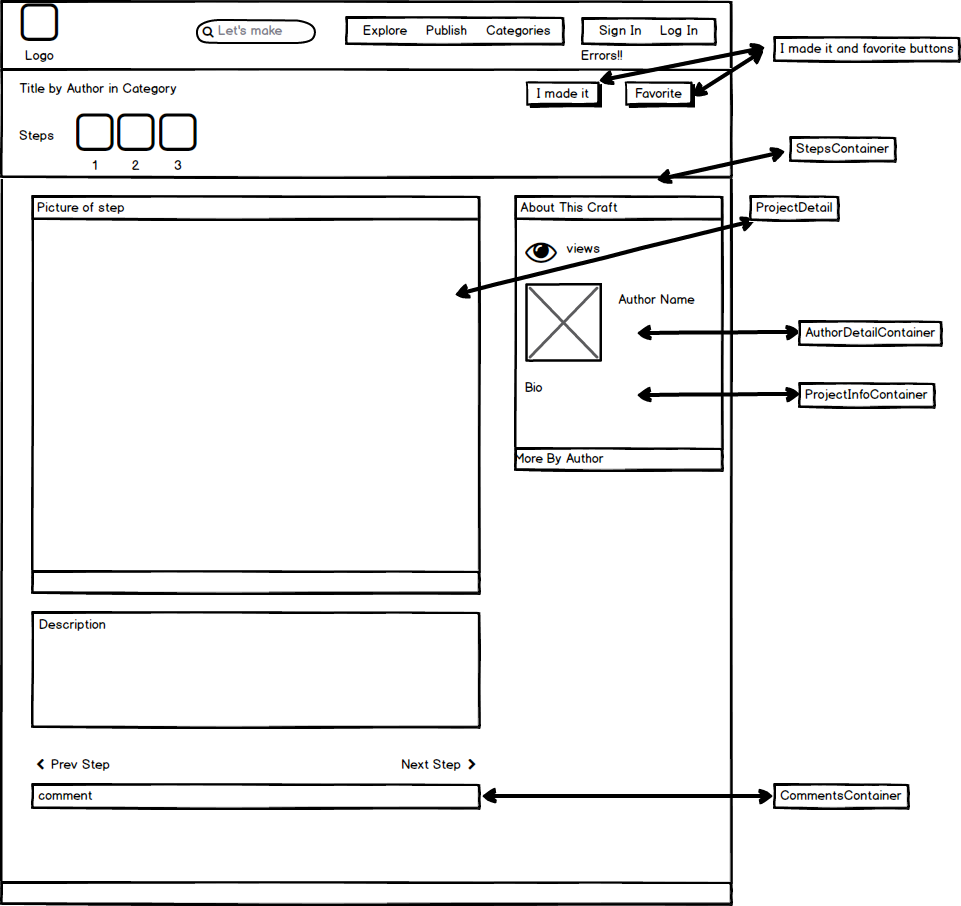 Let's make
Explore Publish Categories
Sign In Log In
Logo
Errors!!
I made it and favorite buttons
Title by Author in Category
I made it
Favorite
Steps
1 2 3
StepsContainer
Picture of step
About This Craft
ProjectDetail
views
Author Name
AuthorDetailContainer
Bio
ProjectInfoContainer
More By Author
Description
Prev Step
Next Step
comment
CommentsContainer